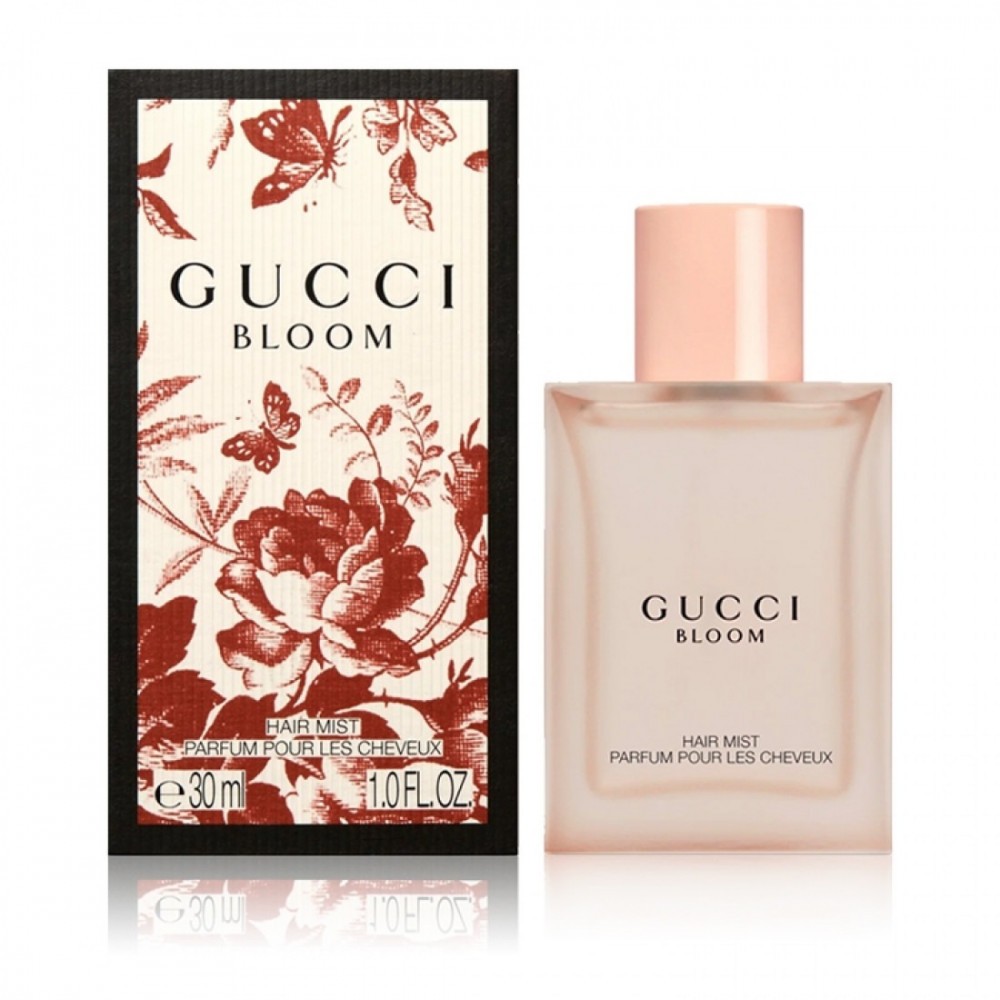 GUCCI
BLOOM
HAIR MIST
PARFUM POUR LES CHEVEUX
℮30 ml 1.0 FL.OZ.
GUCCI
BLOOM
HAIR MIST
PARFUM POUR LES CHEVEUX